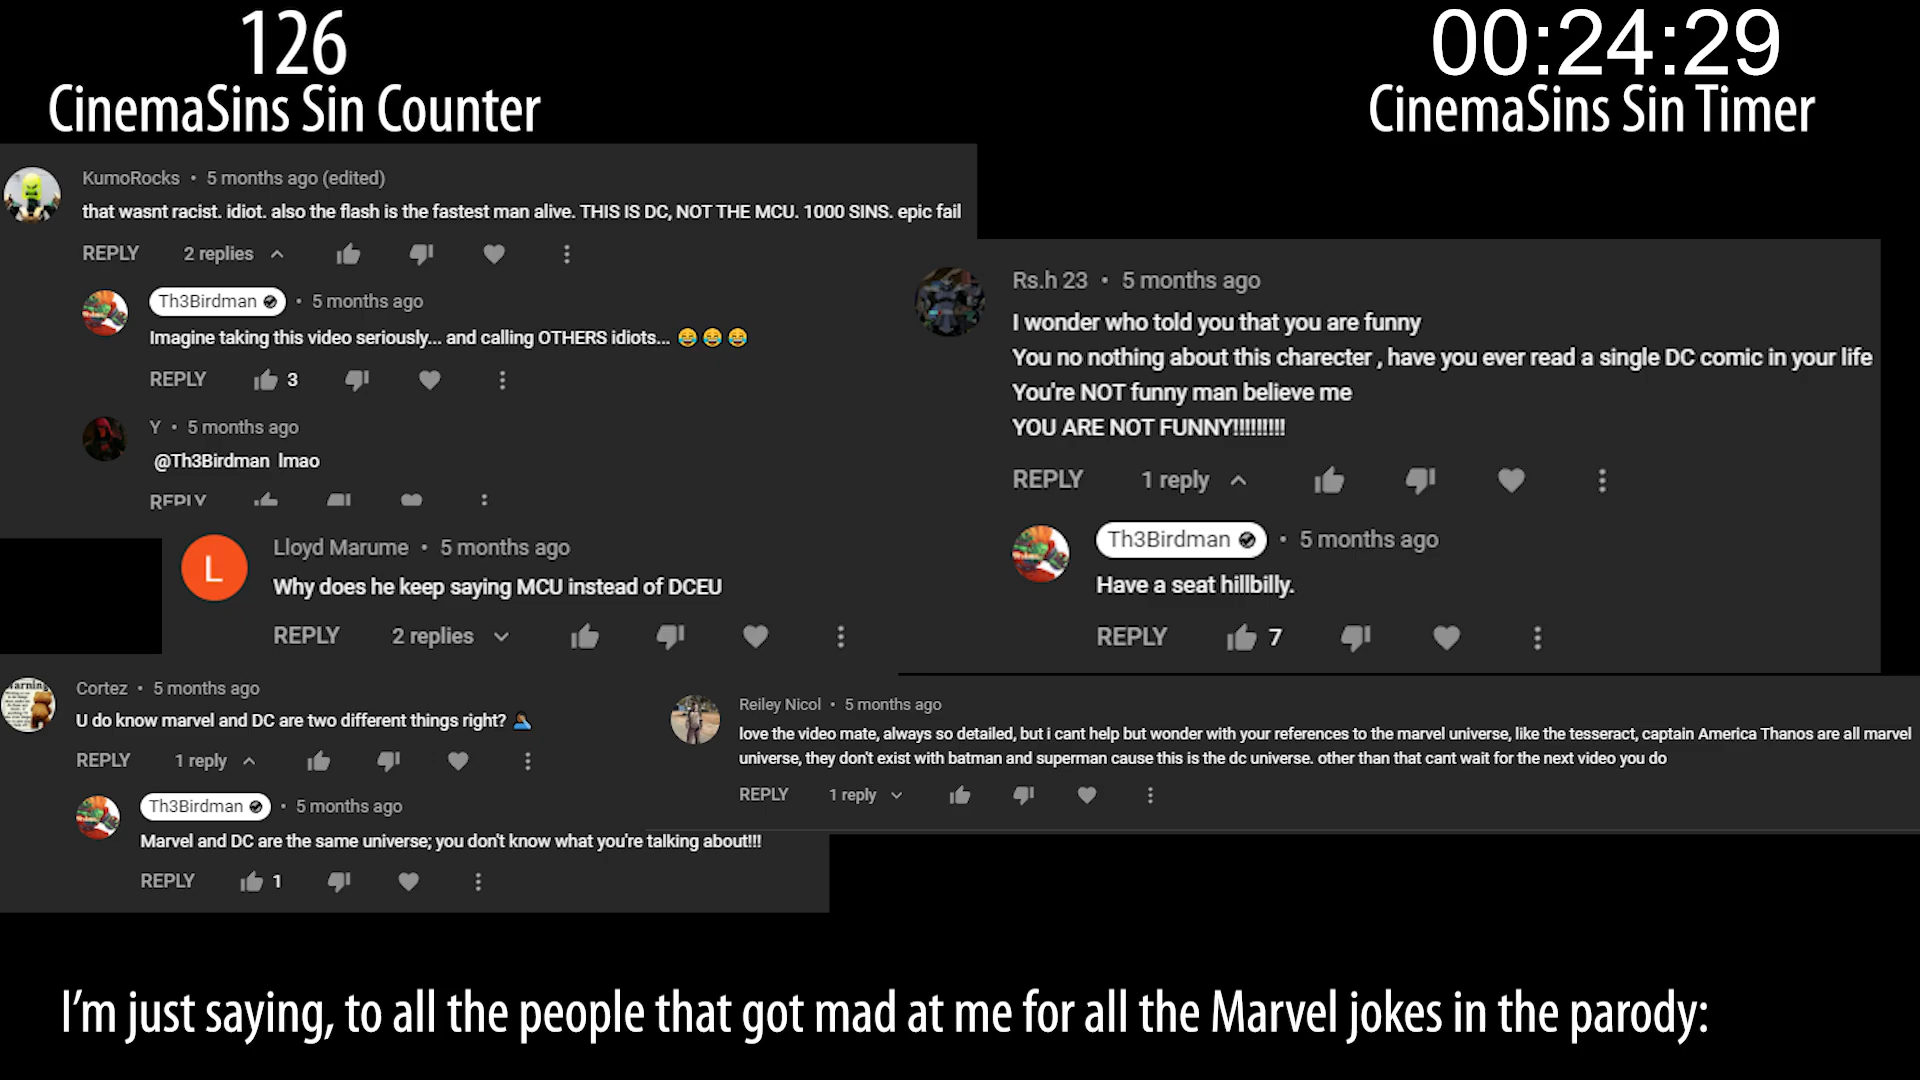 126
CinemaSins Sin Counter
00:24:29
CinemaSins Sin Timer
KumoRocks • 5 months ago (edited)
that wasnt racist. idiot. also the flash is the fastest man alive. THIS IS DC, NOT THE MCU. 1000 SINS. epic fail
REPLY 2 replies
Th3Birdman • 5 months ago
Imagine taking this video seriously... and calling OTHERS idiots... 😂😂😂
REPLY 3
Y • 5 months ago
@Th3Birdman lmao
REPLY
Rs.h 23 • 5 months ago
I wonder who told you that you are funny
You no nothing about this charecter , have you ever read a single DC comic in your life
You're NOT funny man believe me
YOU ARE NOT FUNNY!!!!!!!!!
REPLY 1 reply
Th3Birdman • 5 months ago
Have a seat hillbilly.
REPLY 7
L
Lloyd Marume • 5 months ago
Why does he keep saying MCU instead of DCEU
REPLY 2 replies
Cortez • 5 months ago
U do know marvel and DC are two different things right?
REPLY 1 reply
Th3Birdman • 5 months ago
Marvel and DC are the same universe; you don't know what you're talking about!!!
REPLY 1
Reiley Nicol • 5 months ago
love the video mate, always so detailed, but i cant help but wonder with your references to the marvel universe, like the tesseract, captain America Thanos are all marvel
universe, they don't exist with batman and superman cause this is the dc universe. other than that cant wait for the next video you do
REPLY 1 reply
I'm just saying, to all the people that got mad at me for all the Marvel jokes in the parody: